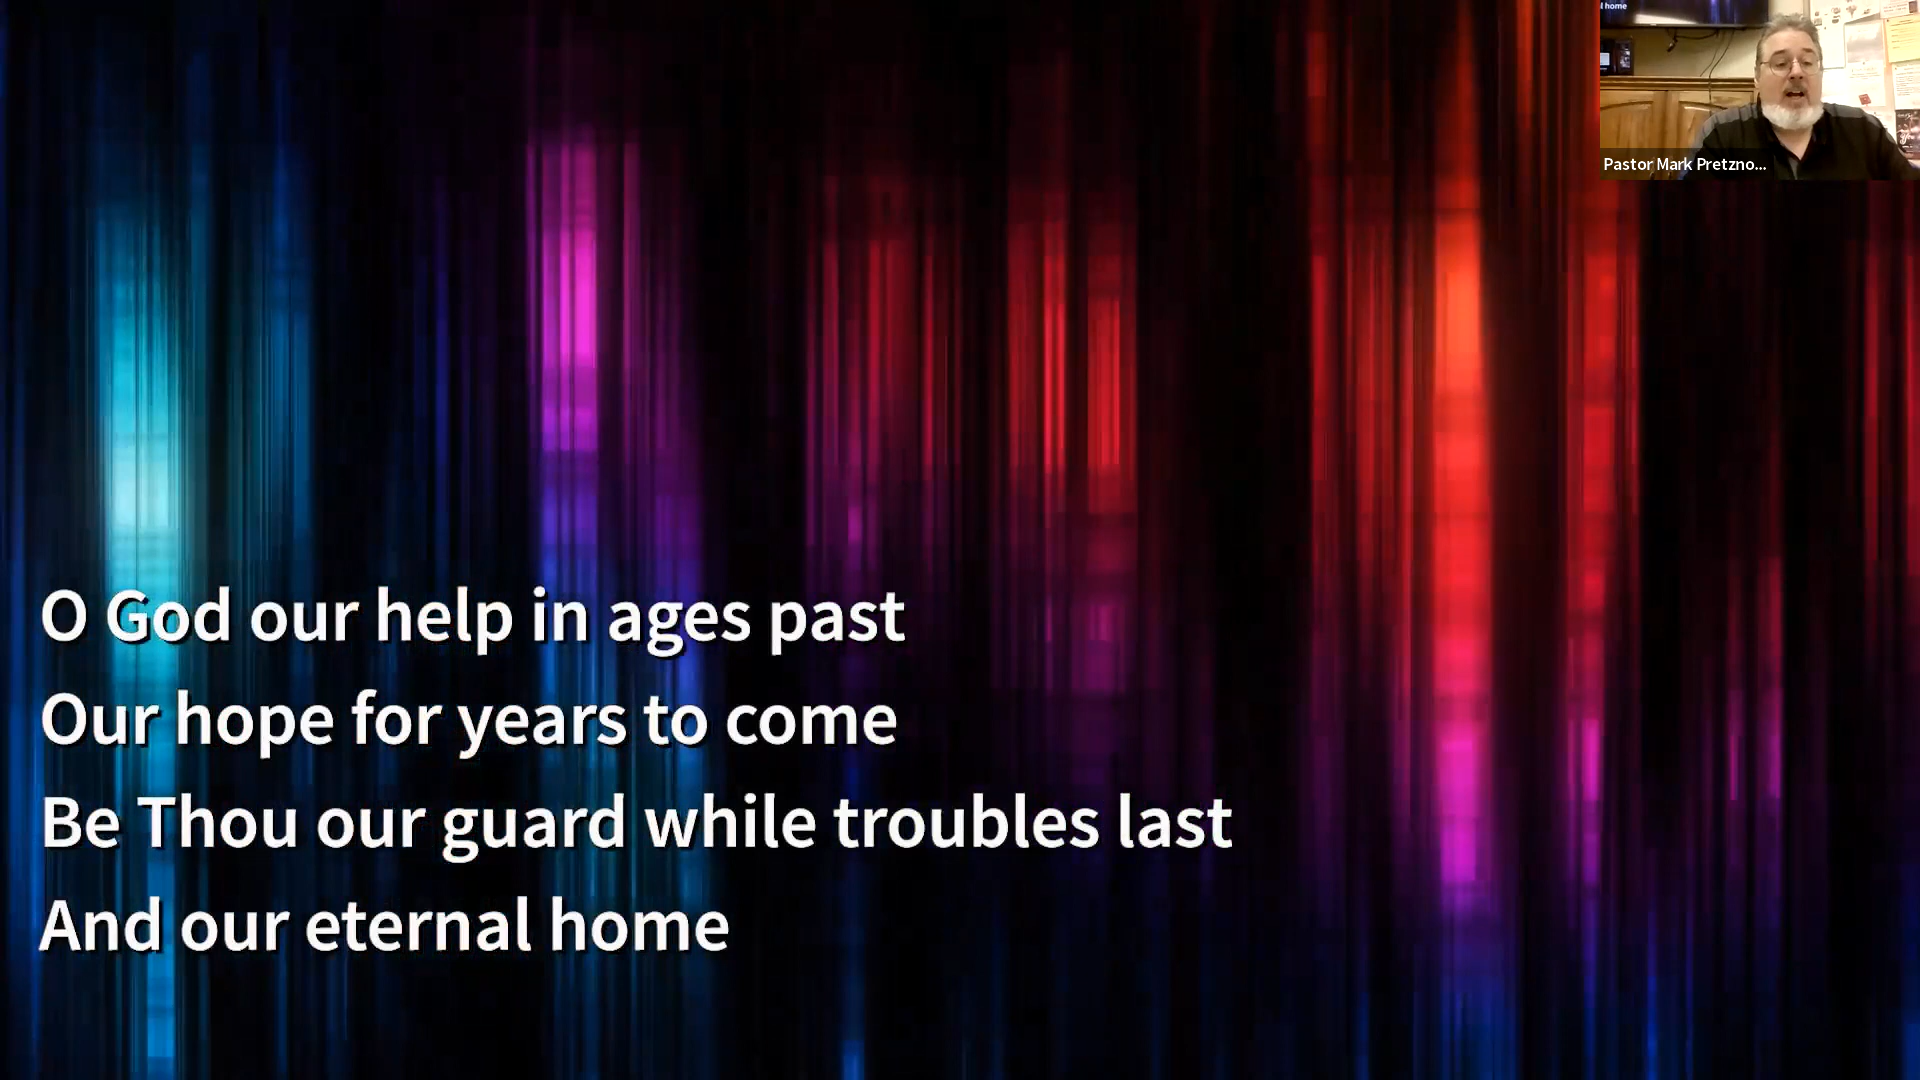 l home
Pastor Mark Pretzno...
O God our help in ages past
Our hope for years to come
Be Thou our guard while troubles last
And our eternal home